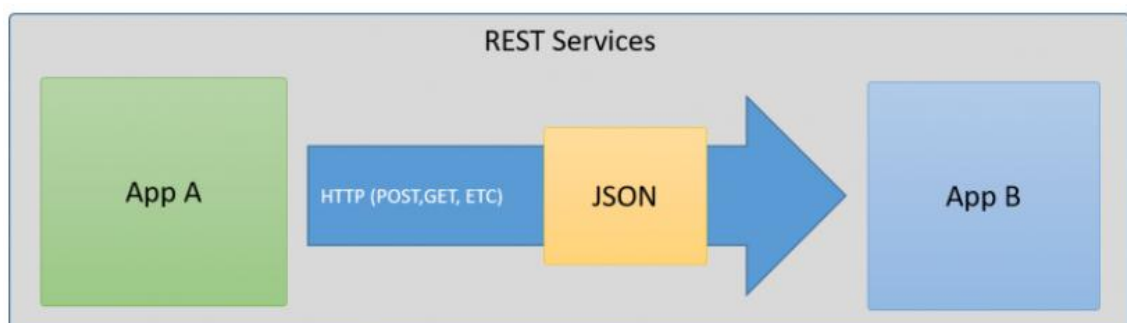 REST Services
App A
HTTP (POST,GET, ETC)
JSON
App B